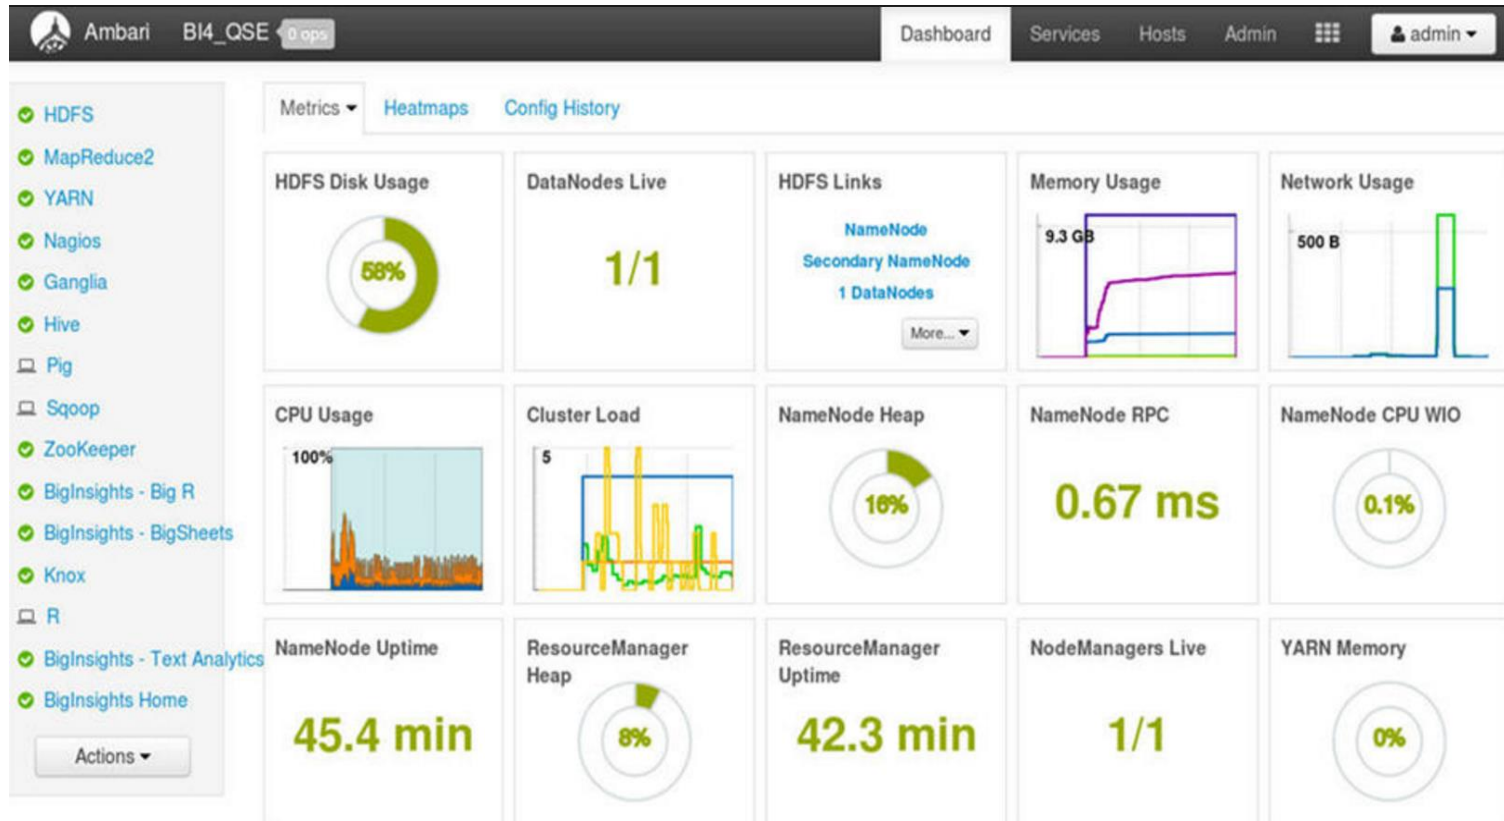 Ambari BI4_QSE 0 ops Dashboard Services Hosts Admin admin
HDFS
MapReduce2
YARN
Nagios
Ganglia
Hive
Pig
Sqoop
ZooKeeper
BigInsights - Big R
BigInsights - BigSheets
Knox
R
BigInsights - Text Analytics
BigInsights Home
Actions
Metrics Heatmaps Config History
HDFS Disk Usage
58%
DataNodes Live
1/1
HDFS Links
NameNode
Secondary NameNode
1 DataNodes
More...
Memory Usage
9.3 GB
Network Usage
500 B
CPU Usage
100%
Cluster Load
5
NameNode Heap
16%
NameNode RPC
0.67 ms
NameNode CPU WIO
0.1%
NameNode Uptime
45.4 min
ResourceManager
Heap
8%
ResourceManager
Uptime
42.3 min
NodeManagers Live
1/1
YARN Memory
0%